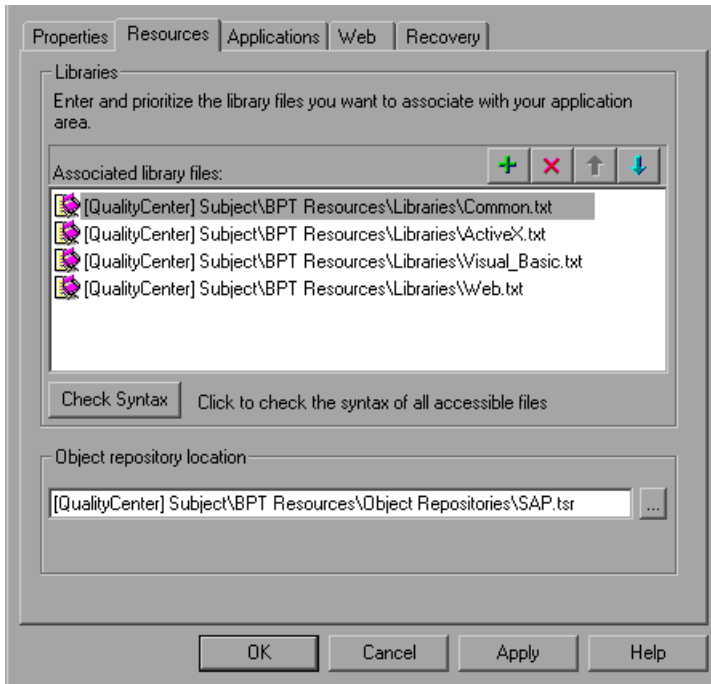 Properties Resources Applications Web Recovery
Libraries
Enter and prioritize the library files you want to associate with your application
area.
Associated library files:
[QualityCenter] Subject\BPT Resources\Libraries\Common.txt
[QualityCenter] Subject\BPT Resources\Libraries\ActiveX.txt
[QualityCenter] Subject\BPT Resources\Libraries\Visual_Basic.txt
[QualityCenter] Subject\BPT Resources\Libraries\Web.txt
Check Syntax Click to check the syntax of all accessible files
Object repository location
[QualityCenter] Subject\BPT Resources\Object Repositories\SAP.tsr ...
OK Cancel Apply Help